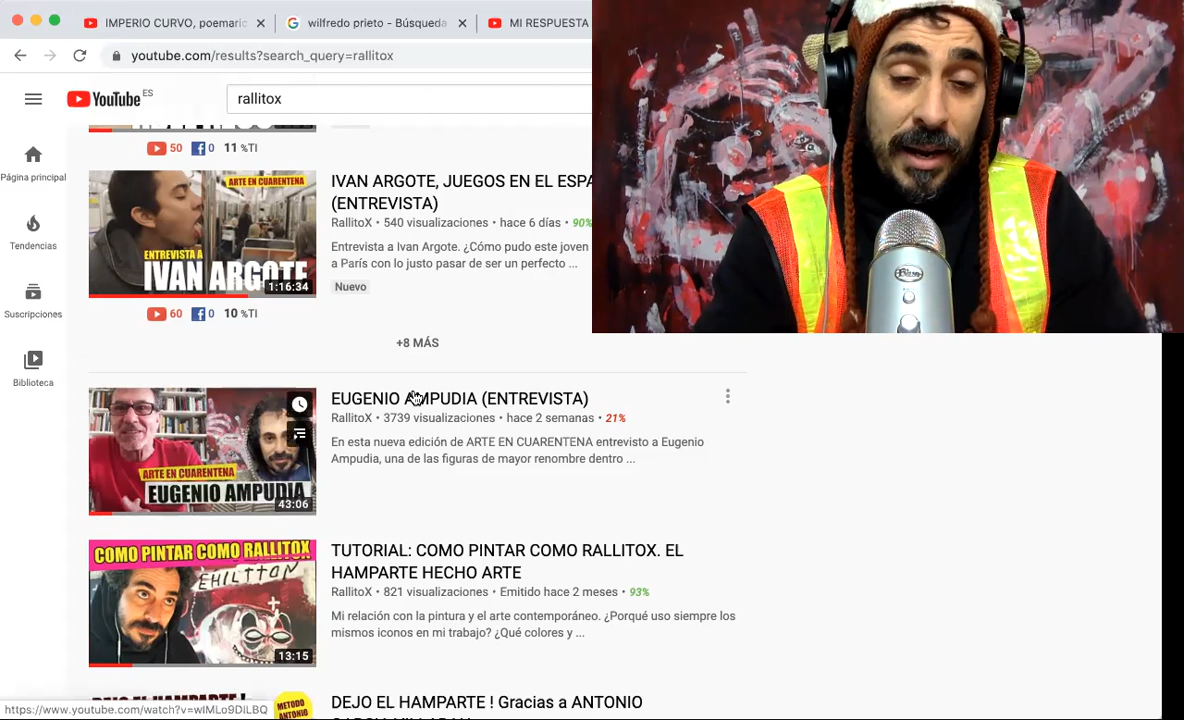 IMPERIO CURVO, poemario
wilfredo prieto - Búsqueda
MI RESPUESTA
youtube.com/results?search_query=rallitox
YouTube ES
rallitox
50 0 11 %TI
Página principal
Tendencias
Suscripciones
Biblioteca
ARTE EN CUARENTENA
ENTREVISTA A
IVAN ARGOTE
1:16:34
IVAN ARGOTE, JUEGOS EN EL ESPA
(ENTREVISTA)
RallitoX • 540 visualizaciones • hace 6 días • 90%
Entrevista a Ivan Argote. ¿Cómo pudo este joven
a París con lo justo pasar de ser un perfecto ...
Nuevo
60 0 10 %TI
+8 MÁS
ARTE EN CUARENTENA
EUGENIO AMPUDIA
43:06
EUGENIO AMPUDIA (ENTREVISTA)
RallitoX • 3739 visualizaciones • hace 2 semanas • 21%
En esta nueva edición de ARTE EN CUARENTENA entrevisto a Eugenio
Ampudia, una de las figuras de mayor renombre dentro ...
COMO PINTAR COMO RALLITOX
EHILTTON
13:15
TUTORIAL: COMO PINTAR COMO RALLITOX. EL
HAMPARTE HECHO ARTE
RallitoX • 821 visualizaciones • Emitido hace 2 meses • 93%
Mi relación con la pintura y el arte contemporáneo. ¿Porqué uso siempre los
mismos iconos en mi trabajo? ¿Qué colores y ...
METODO
ANTONIO
DEJO EL HAMPARTE ! Gracias a ANTONIO
https://www.youtube.com/watch?v=wIMLo9DiLBQ